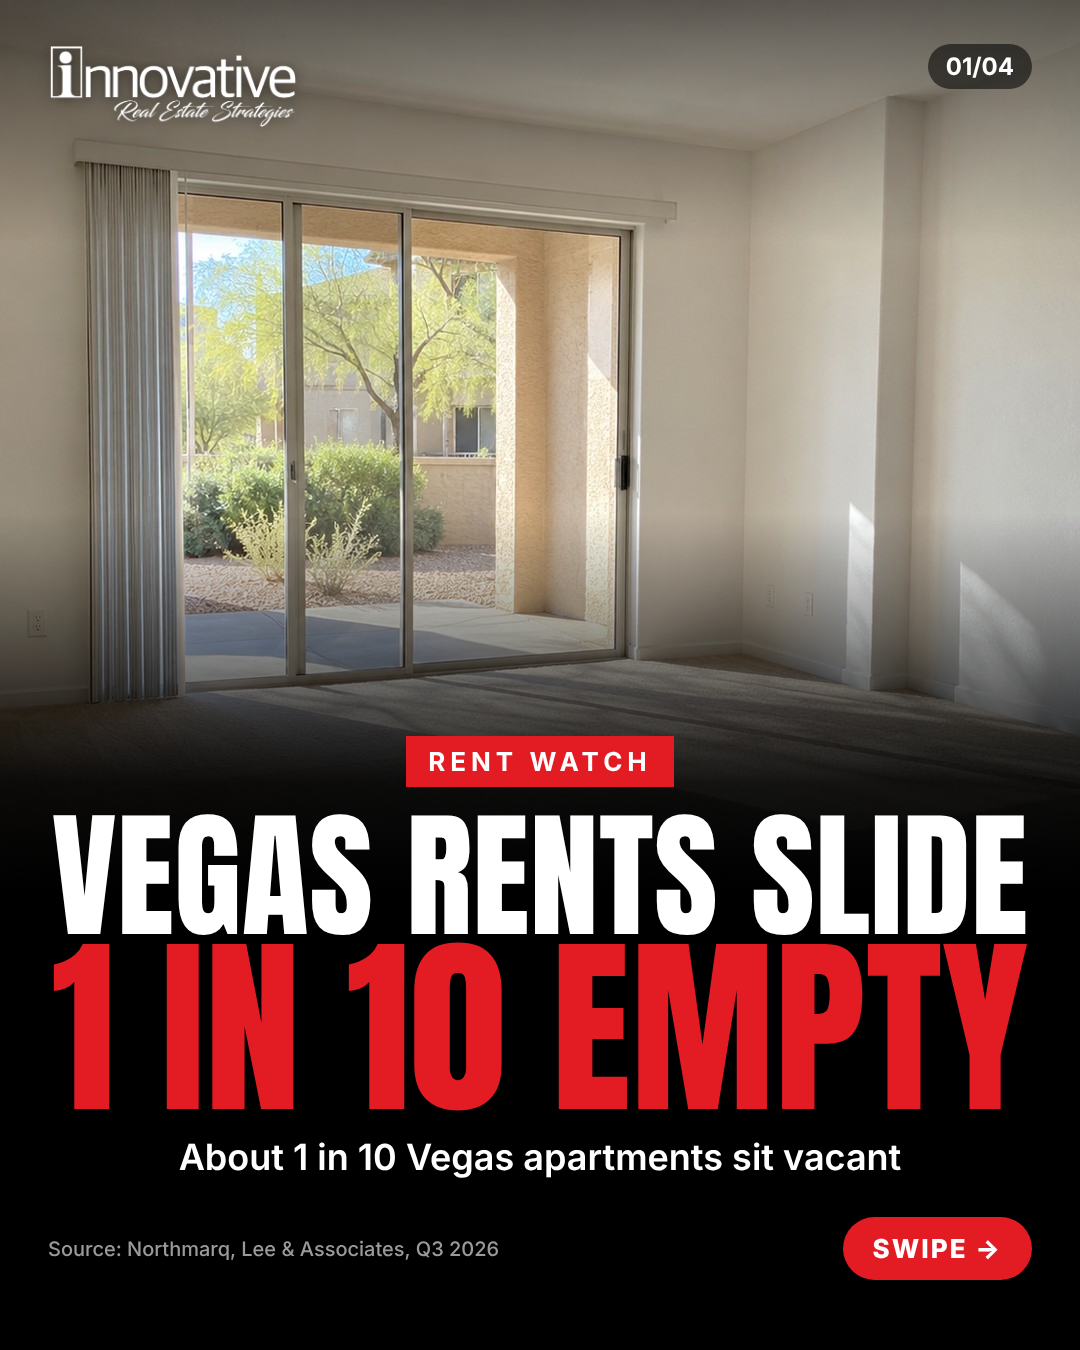 innovative
Real Estate Strategies
01/04
RENT WATCH
VEGAS RENTS SLIDE
1 IN 10 EMPTY
About 1 in 10 Vegas apartments sit vacant
Source: Northmarq, Lee & Associates, Q3 2026
SWIPE →